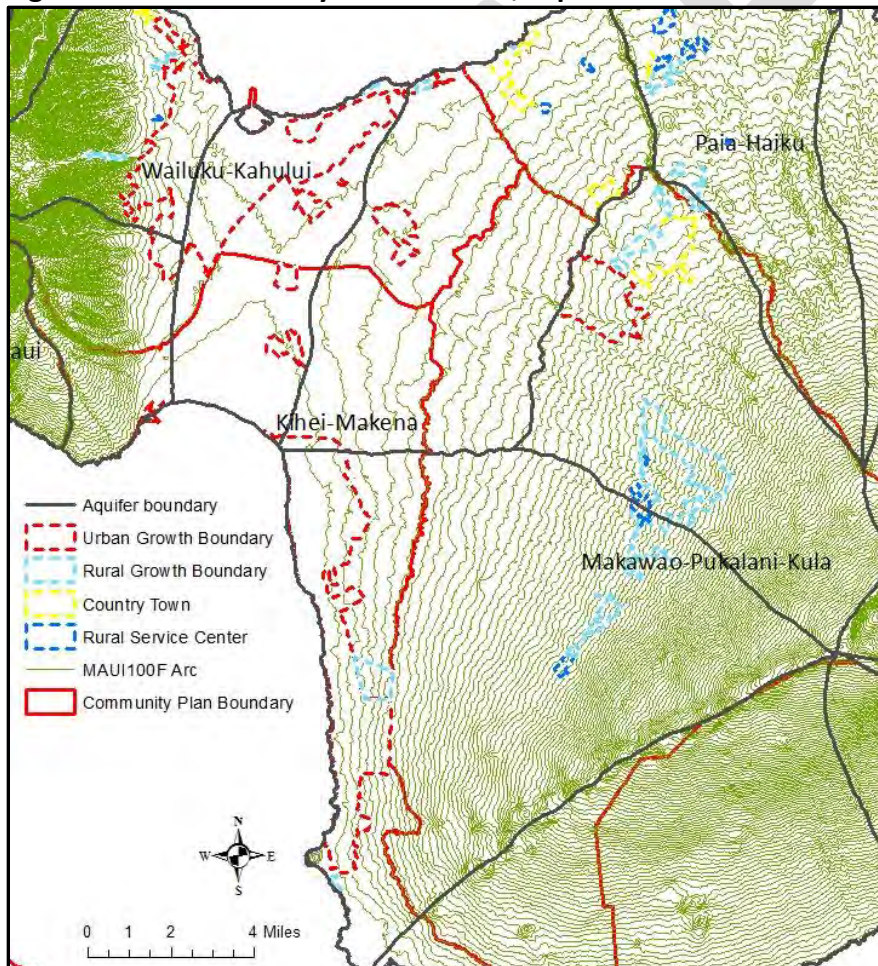 Wailuku-Kahului
Paia-Haiku
aui
Kihei-Makena
Makawao-Pukalani-Kula
Aquifer boundary
Urban Growth Boundary
Rural Growth Boundary
Country Town
Rural Service Center
MAUI100F Arc
Community Plan Boundary
N
W
E
S
0 1 2 4 Miles